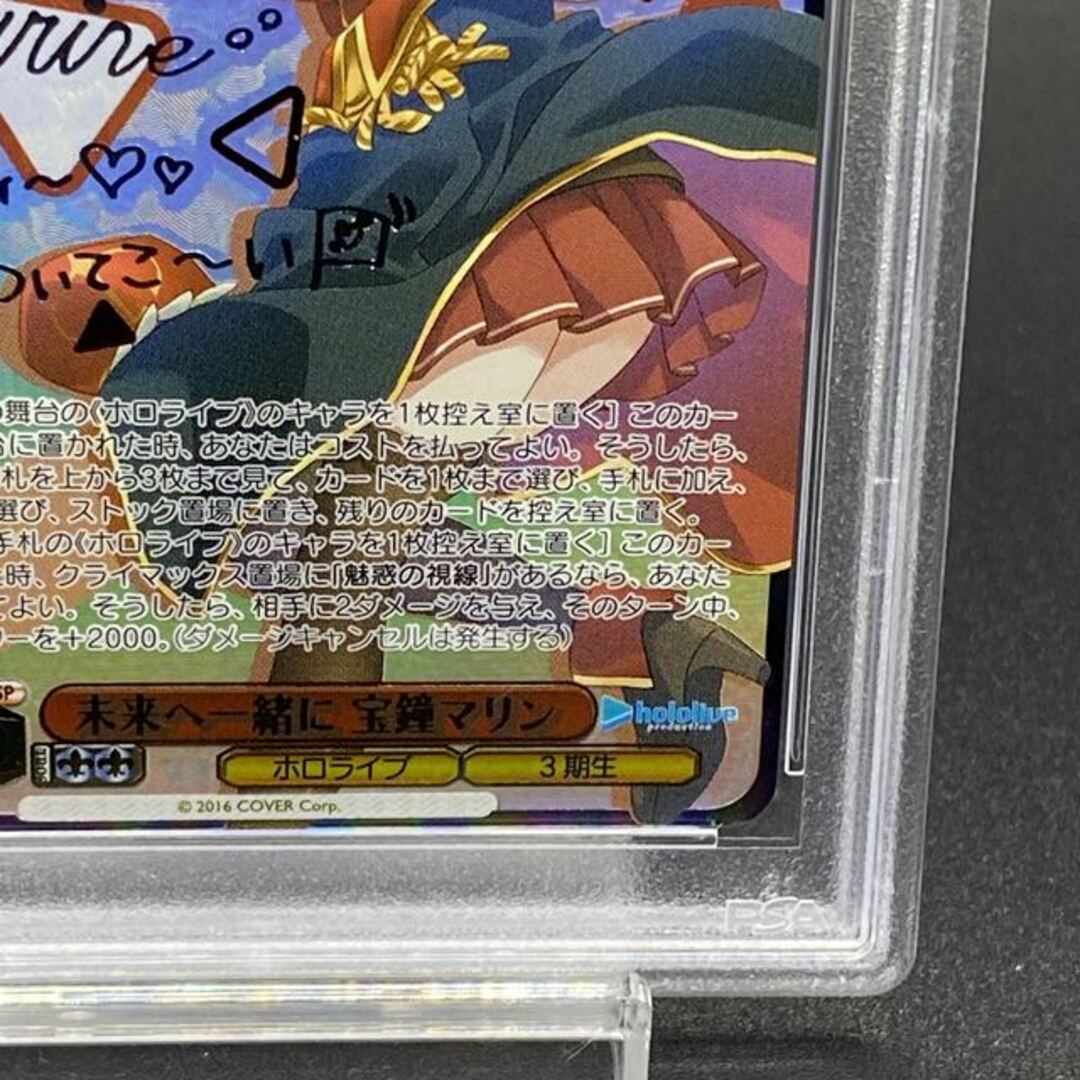 urine
ついてこ～い
舞台の《ホロライブ》のキャラを1枚控え室に置く］このカー
台に置かれた時、あなたはコストを払ってよい。そうしたら、
札を上から3枚まで見て、カードを1枚まで選び、手札に加え、
選び、ストック置場に置き、残りのカードを控え室に置く。
手札の《ホロライブ》のキャラを1枚控え室に置く］このカー
た時、クライマックス置場に「魅惑の視線」があるなら、あなた
てよい。そうしたら、相手に2ダメージを与え、そのターン中、
ーを+2000。（ダメージキャンセルは発生する）
SP
未来へ一緒に 宝鐘マリン
hololive
production
ホロライブ 3期生
© 2016 COVER Corp.
PSA